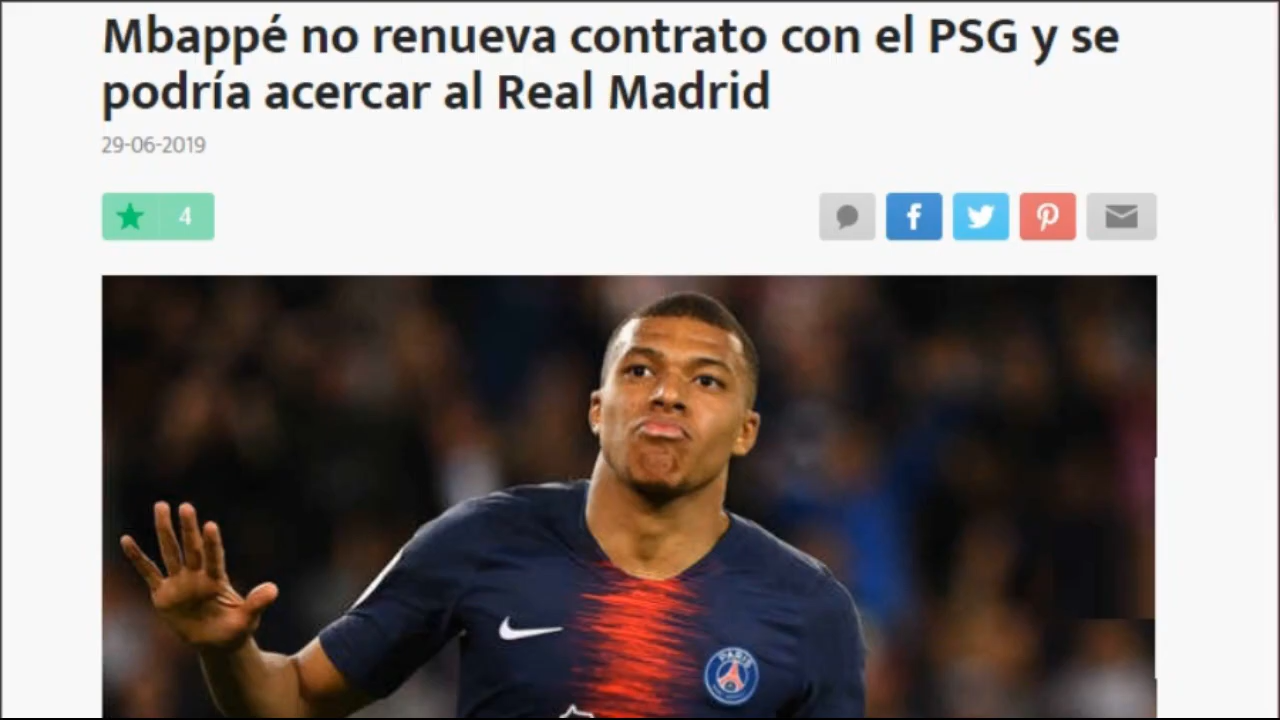 Mbappé no renueva contrato con el PSG y se
podría acercar al Real Madrid
29-06-2019
4
PARIS